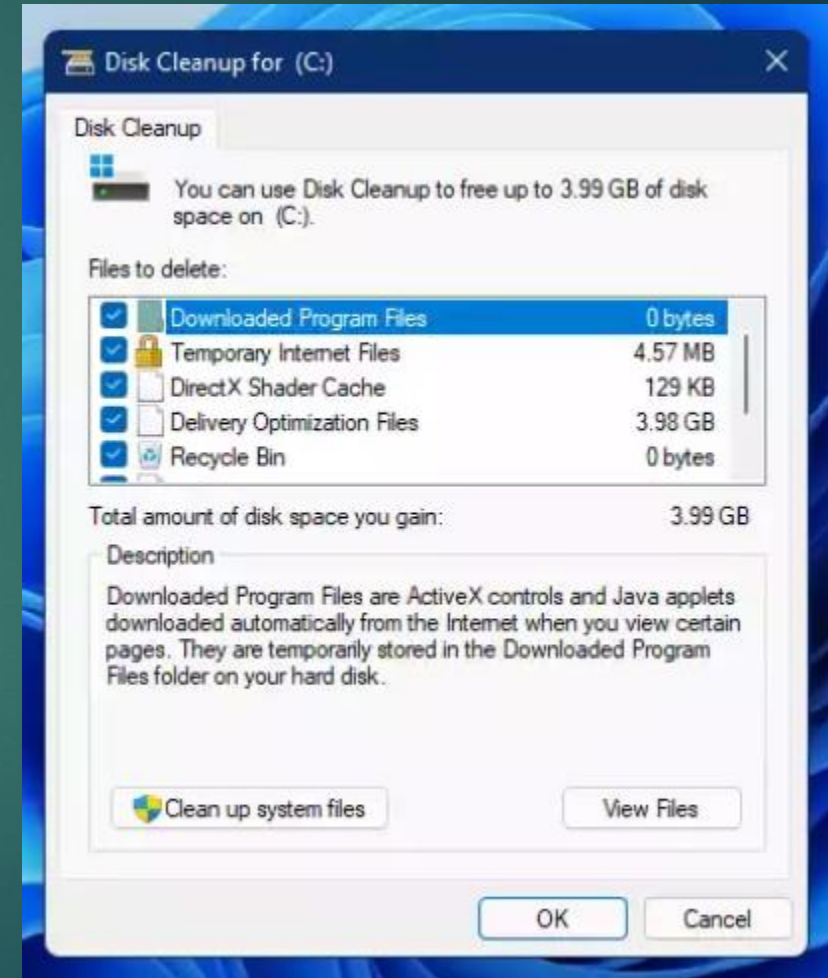 Disk Cleanup for (C:)
Disk Cleanup
You can use Disk Cleanup to free up to 3.99 GB of disk
space on (C:).
Files to delete:
Downloaded Program Files 0 bytes
Temporary Internet Files 4.57 MB
DirectX Shader Cache 129 KB
Delivery Optimization Files 3.98 GB
Recycle Bin 0 bytes
Total amount of disk space you gain: 3.99 GB
Description
Downloaded Program Files are ActiveX controls and Java applets
downloaded automatically from the Internet when you view certain
pages. They are temporarily stored in the Downloaded Program
Files folder on your hard disk.
Clean up system files View Files
OK Cancel